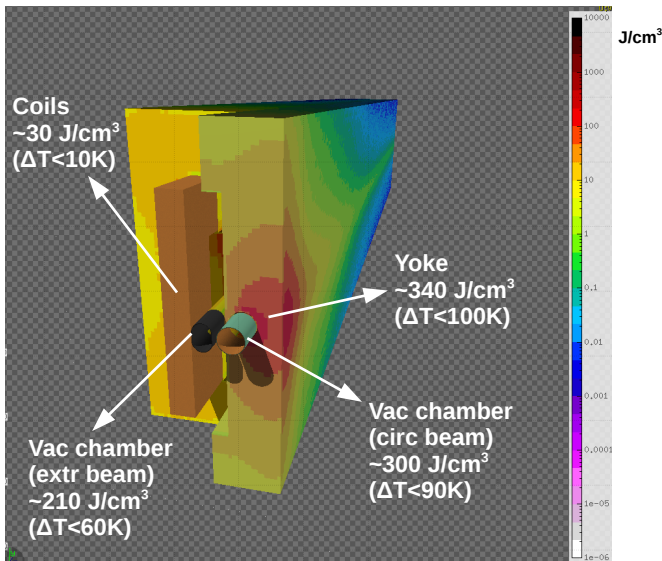 10000
J/cm³
1000
100
10
1
0.1
0.01
0.001
0.0001
1e-05
1e-06
Coils
~30 J/cm³
(ΔT<10K)
Yoke
~340 J/cm³
(ΔT<100K)
Vac chamber
(circ beam)
~300 J/cm³
(ΔT<90K)
Vac chamber
(extr beam)
~210 J/cm³
(ΔT<60K)